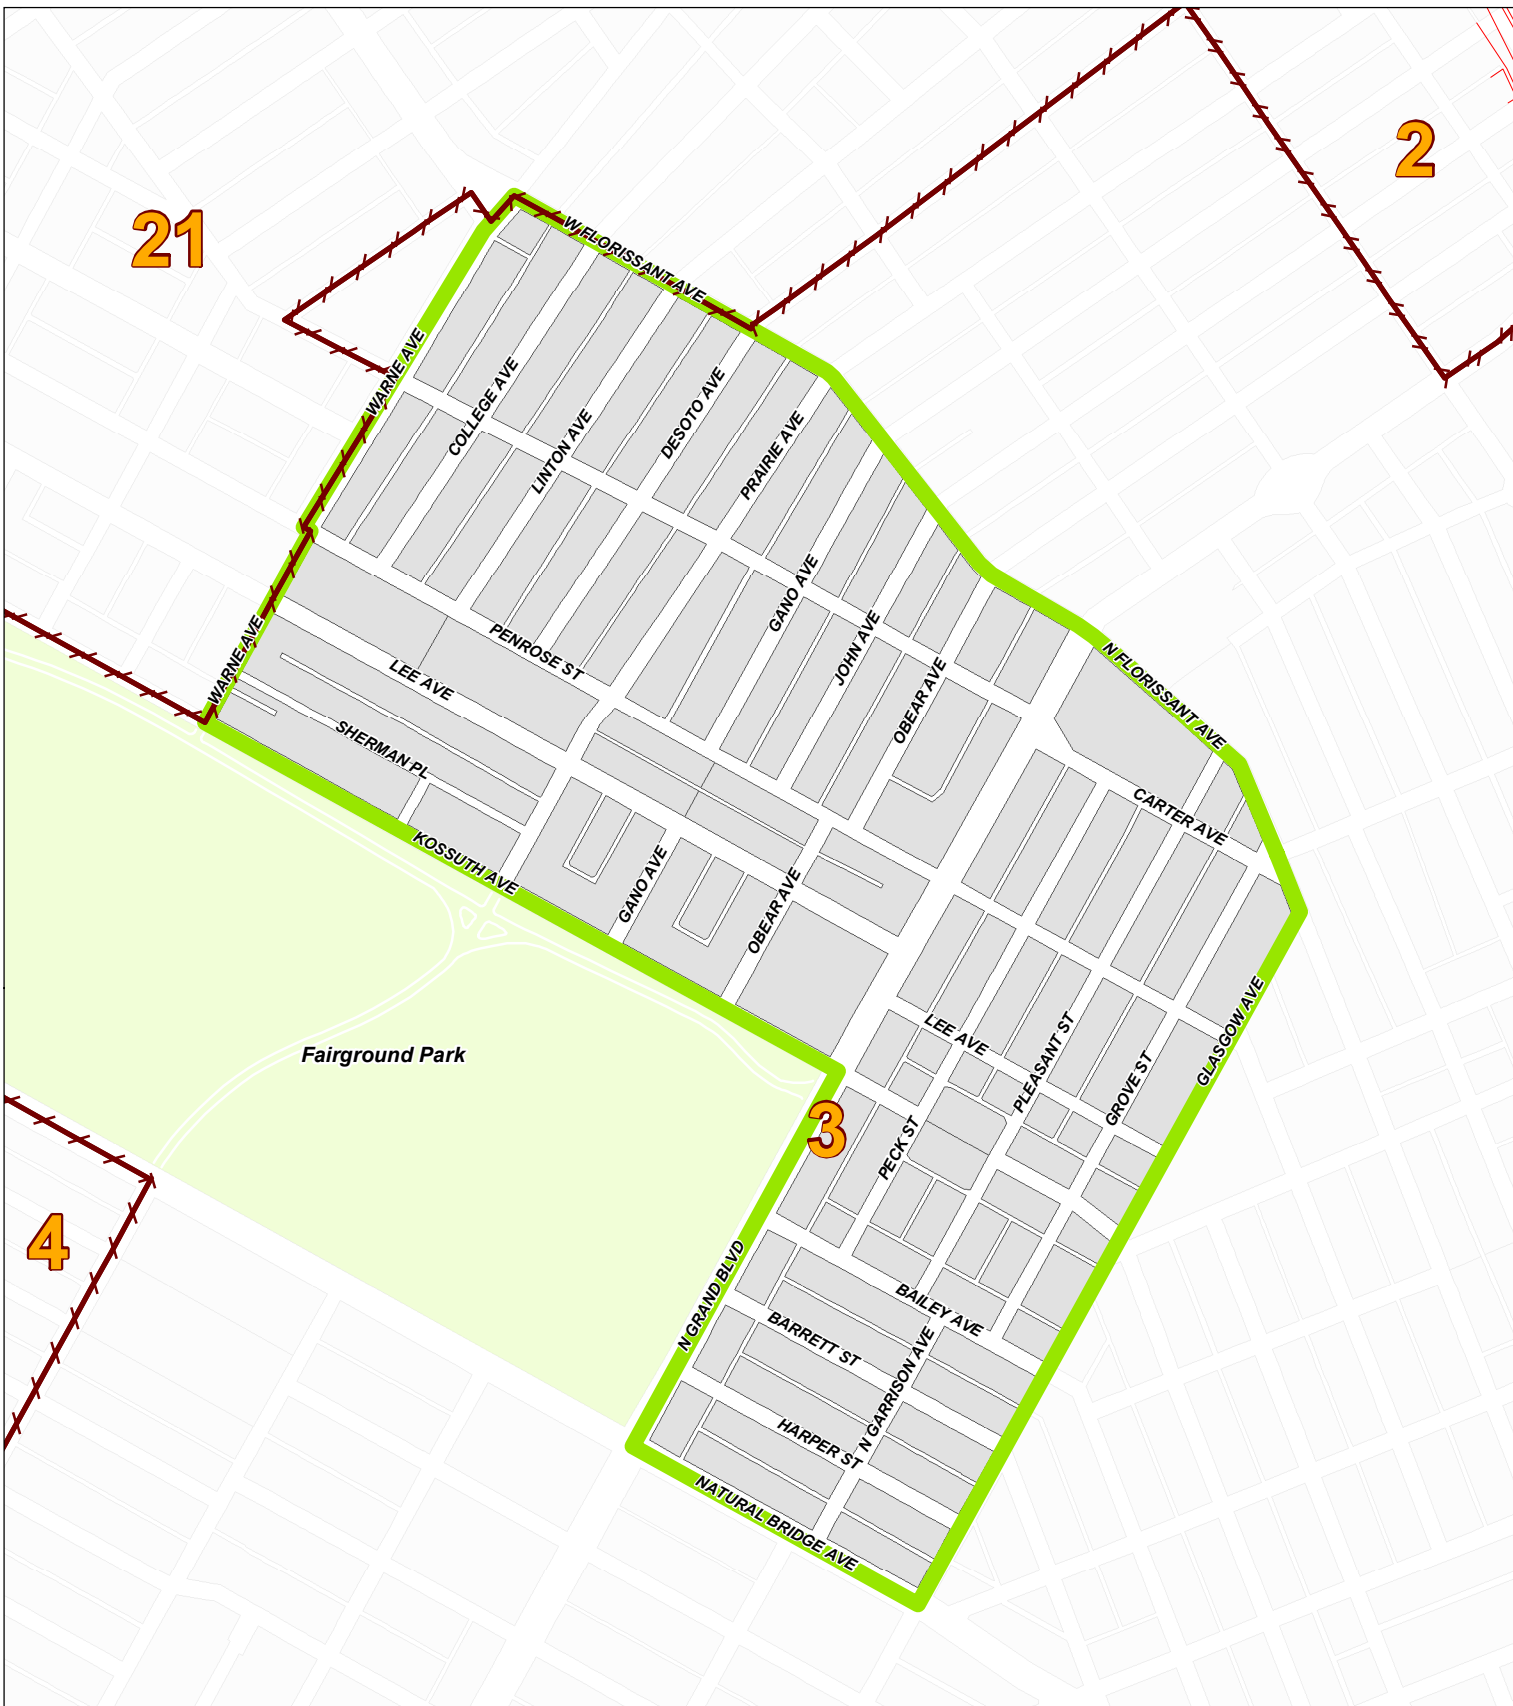 2
21
W FLORISSANT AVE
WARNE AVE
COLLEGE AVE
LINTON AVE
DESOTO AVE
PRAIRIE AVE
GANO AVE
JOHN AVE
OBEAR AVE
N FLORISSANT AVE
WARNE AVE
PENROSE ST
LEE AVE
SHERMAN PL
CARTER AVE
KOSSUTH AVE
GANO AVE
OBEAR AVE
LEE AVE
PLEASANT ST
GROVE ST
GLASGOW AVE
Fairground Park
3
PECK ST
4
N GRAND BLVD
BAILEY AVE
BARRETT ST
N GARRISON AVE
HARPER ST
NATURAL BRIDGE AVE